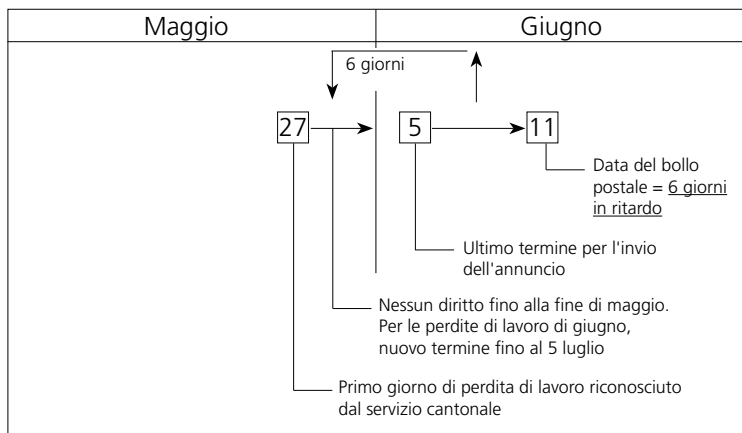 Maggio
Giugno
6 giorni
27
5
11
Data del bollo
postale = 6 giorni
in ritardo
Ultimo termine per l'invio
dell'annuncio
Nessun diritto fino alla fine di maggio.
Per le perdite di lavoro di giugno,
nuovo termine fino al 5 luglio
Primo giorno di perdita di lavoro riconosciuto
dal servizio cantonale